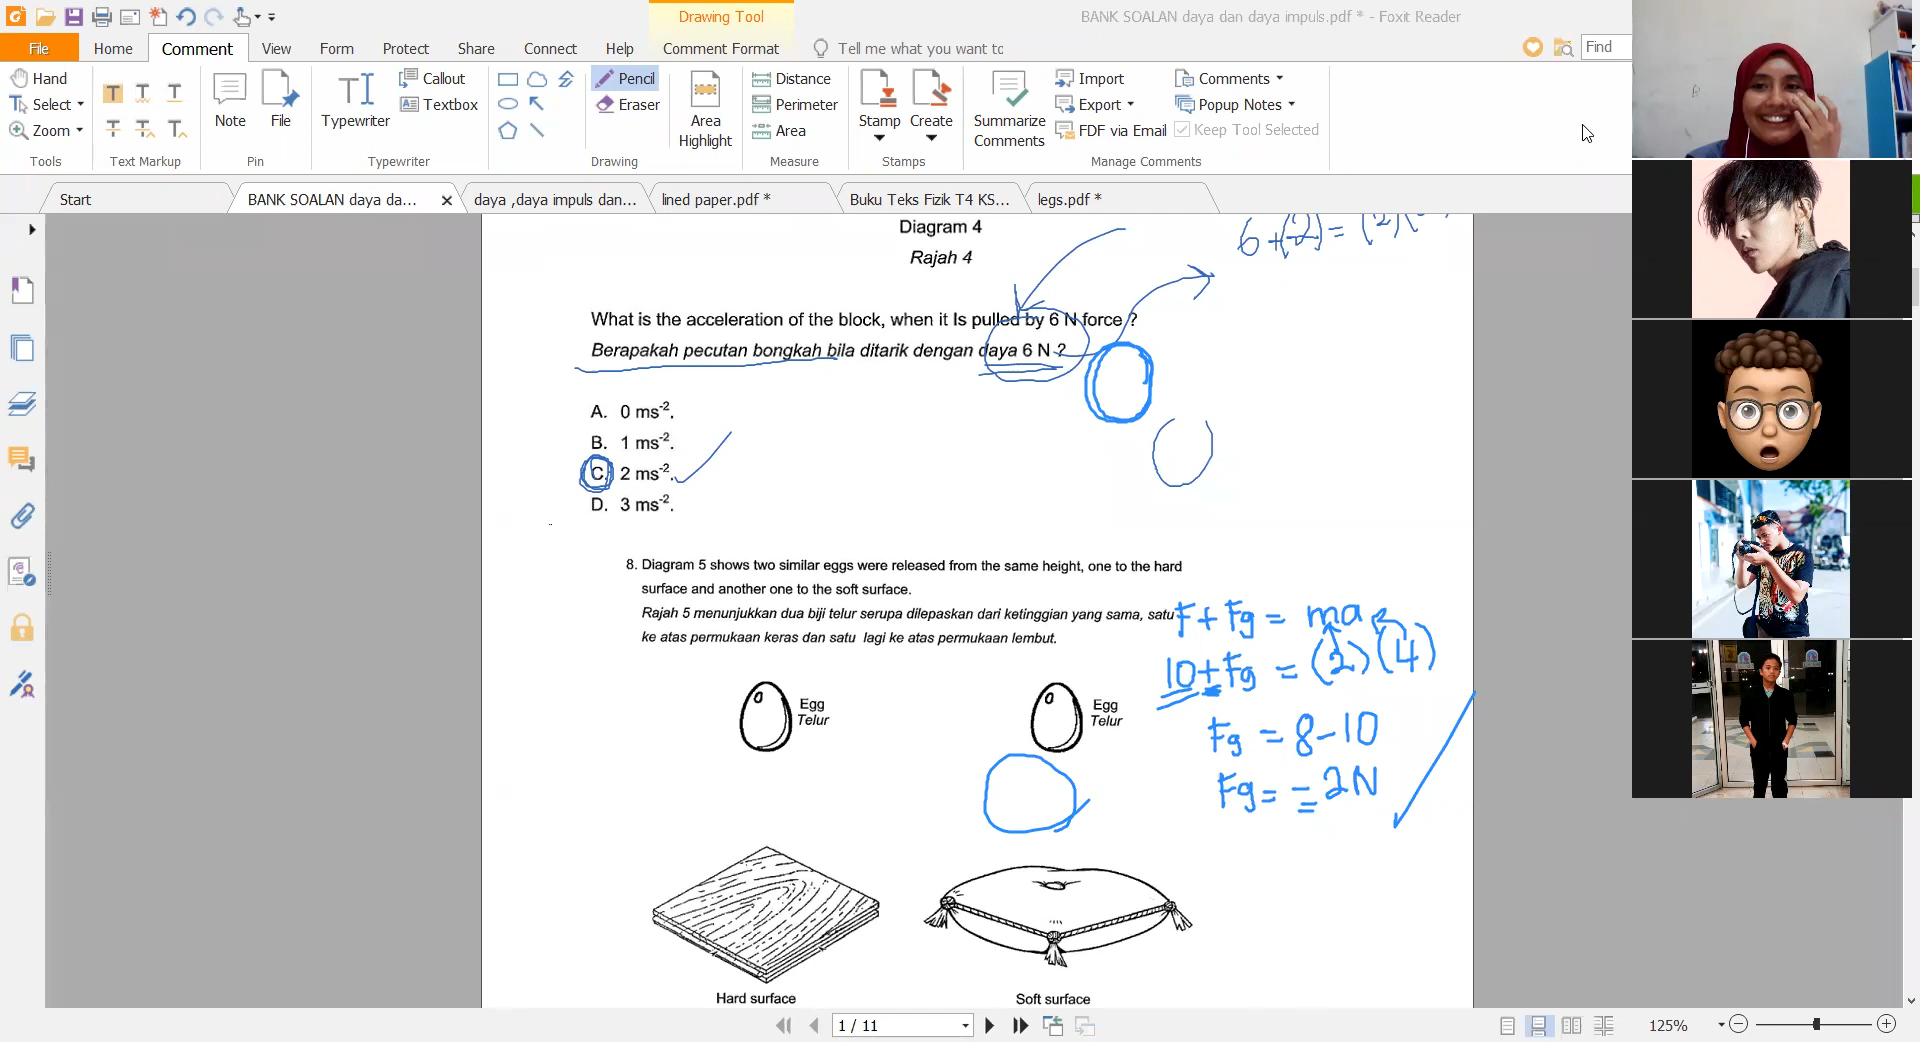 Drawing Tool
BANK SOALAN daya dan daya impuls.pdf * - Foxit Reader
File Home Comment View Form Protect Share Connect Help Comment Format Tell me what you want to Find
Hand
Select
Zoom
Tools
Text Markup
Note
File
Pin
Typewriter
Callout
Textbox
Typewriter
Pencil
Eraser
Drawing
Area Highlight
Distance
Perimeter
Area
Measure
Stamp
Create
Stamps
Summarize Comments
Import
Export
FDF via Email
Comments
Popup Notes
Keep Tool Selected
Manage Comments
Start
BANK SOALAN daya da...
daya ,daya impuls dan...
lined paper.pdf *
Buku Teks Fizik T4 KS...
legs.pdf *
Diagram 4
Rajah 4
What is the acceleration of the block, when it Is pulled by 6 N force ?
Berapakah pecutan bongkah bila ditarik dengan daya 6 N ?
A. 0 ms⁻².
B. 1 ms⁻².
C. 2 ms⁻².
D. 3 ms⁻².
8. Diagram 5 shows two similar eggs were released from the same height, one to the hard
surface and another one to the soft surface.
Rajah 5 menunjukkan dua biji telur serupa dilepaskan dari ketinggian yang sama, satu
ke atas permukaan keras dan satu lagi ke atas permukaan lembut.
F + Fg = ma
10 + Fg = (2)(4)
Fg = 8 - 10
Fg = -2N
Egg
Telur
Egg
Telur
Hard surface
Soft surface
1 / 11
125%